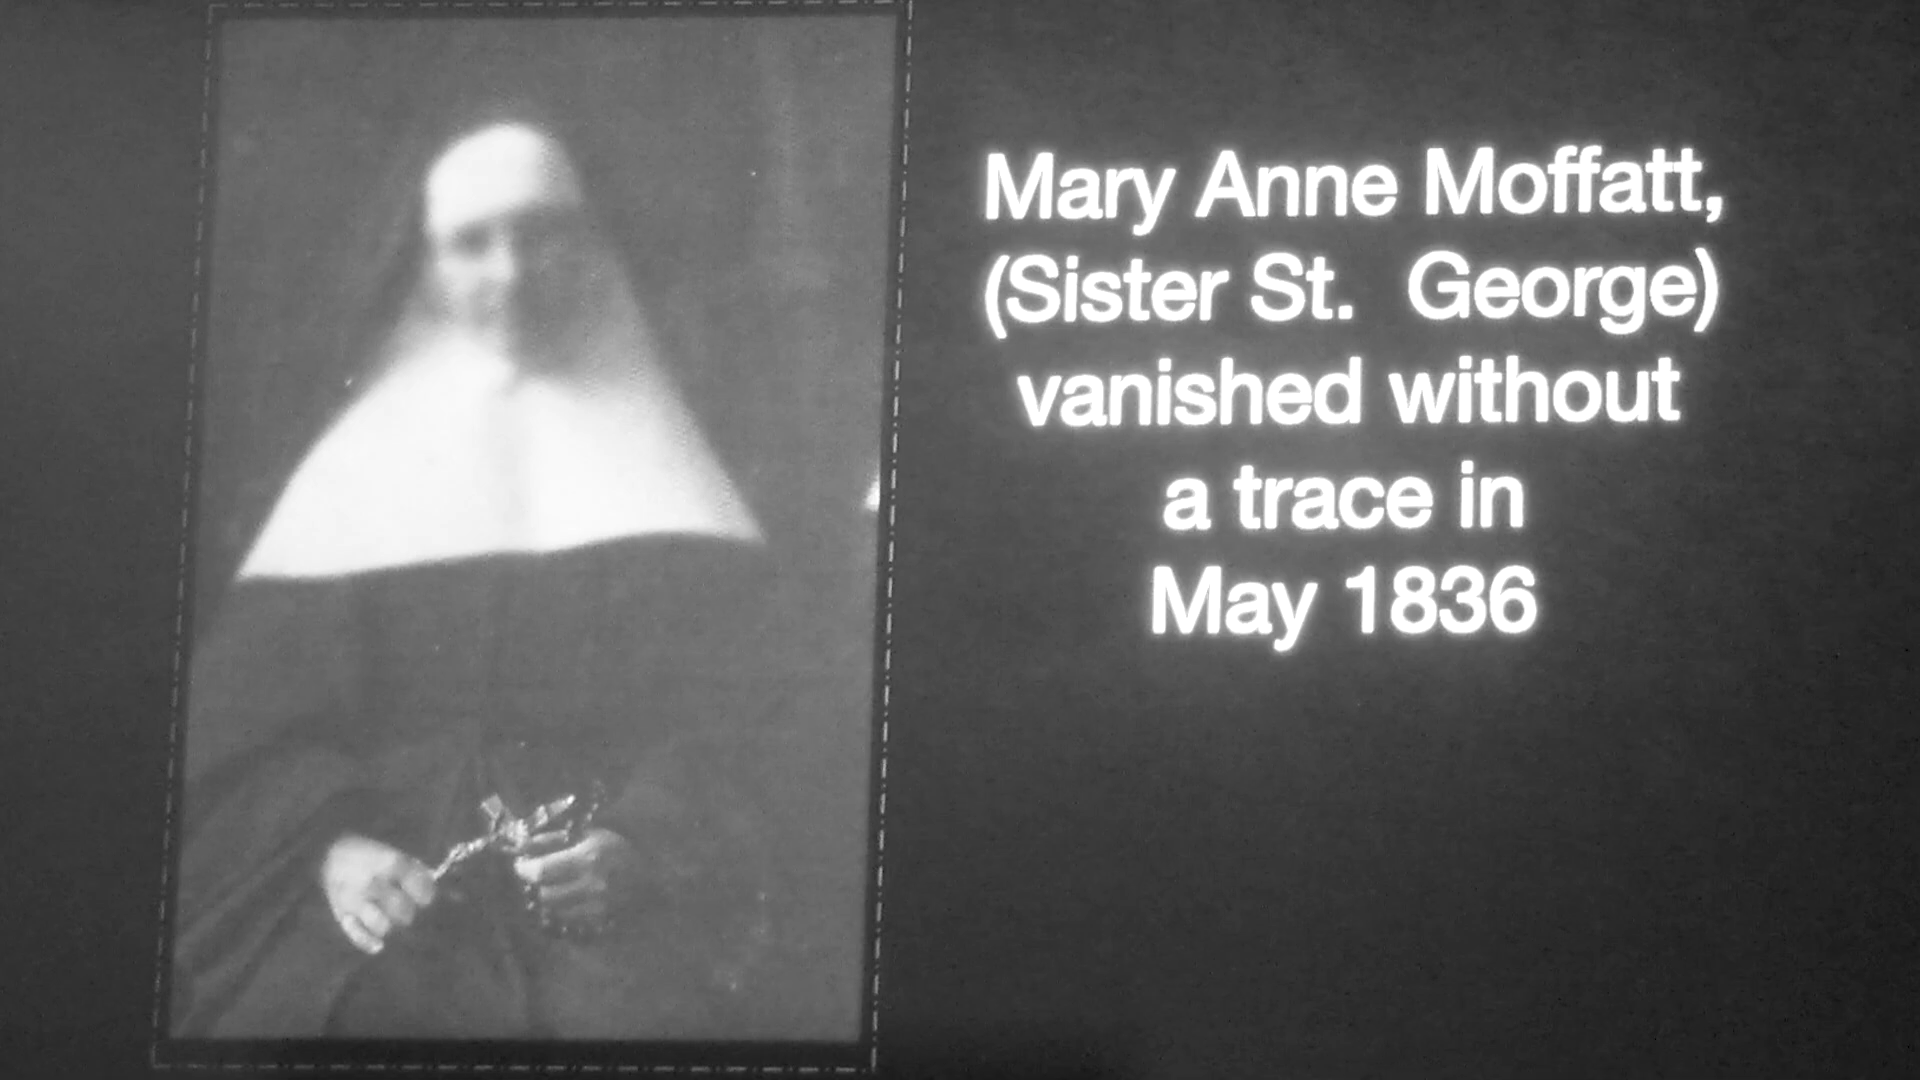 Mary Anne Moffatt,
(Sister St. George)
vanished without
a trace in
May 1836